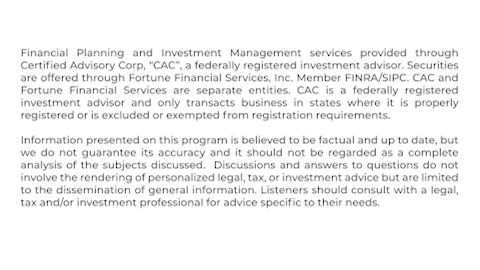 Financial Planning and Investment Management services provided through
Certified Advisory Corp, “CAC”, a federally registered investment advisor. Securities
are offered through Fortune Financial Services, Inc. Member FINRA/SIPC. CAC and
Fortune Financial Services are separate entities. CAC is a federally registered
investment advisor and only transacts business in states where it is properly
registered or is excluded or exempted from registration requirements.
Information presented on this program is believed to be factual and up to date, but
we do not guarantee its accuracy and it should not be regarded as a complete
analysis of the subjects discussed. Discussions and answers to questions do not
involve the rendering of personalized legal, tax, or investment advice but are limited
to the dissemination of general information. Listeners should consult with a legal,
tax and/or investment professional for advice specific to their needs.